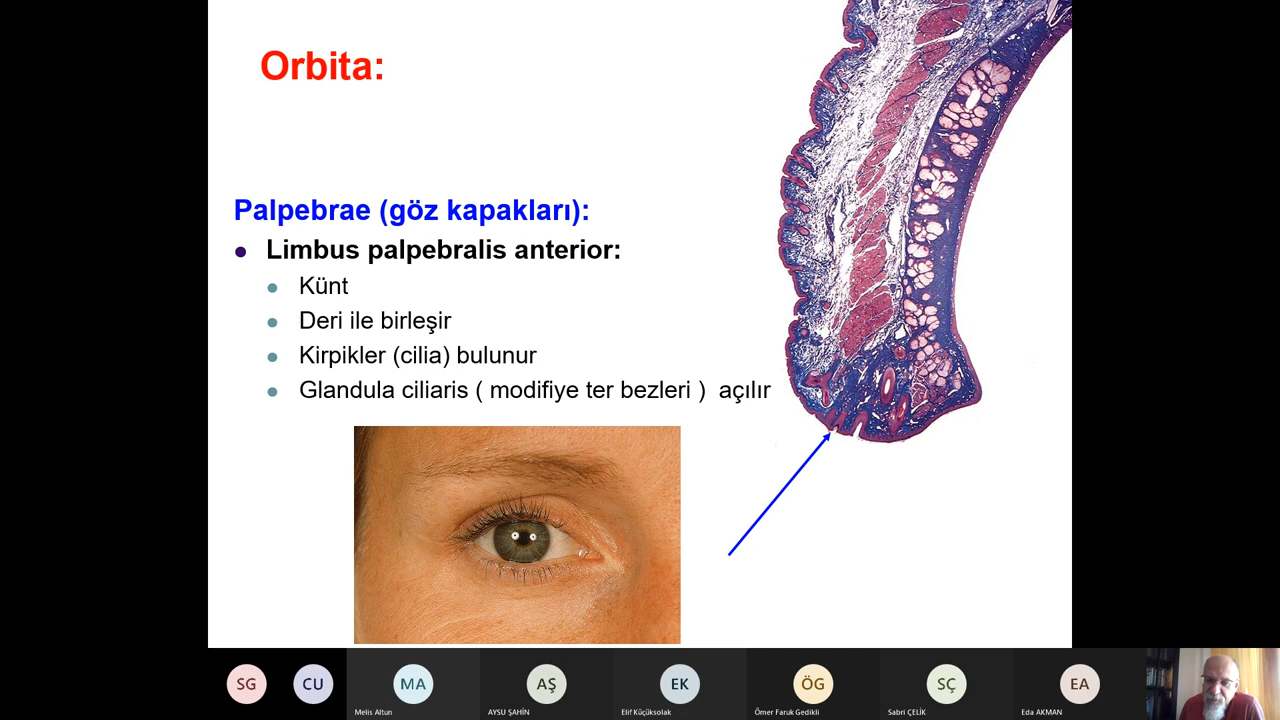 Orbita:
Palpebrae (göz kapakları):
Limbus palpebralis anterior:
Künt
Deri ile birleşir
Kirpikler (cilia) bulunur
Glandula ciliaris ( modifiye ter bezleri ) açılır
SG
CU
MA
AŞ
EK
ÖG
SÇ
EA
Melis Altun
AYSU ŞAHİN
Elif Küçüksolak
Ömer Faruk Gedikli
Sabri ÇELİK
Eda AKMAN